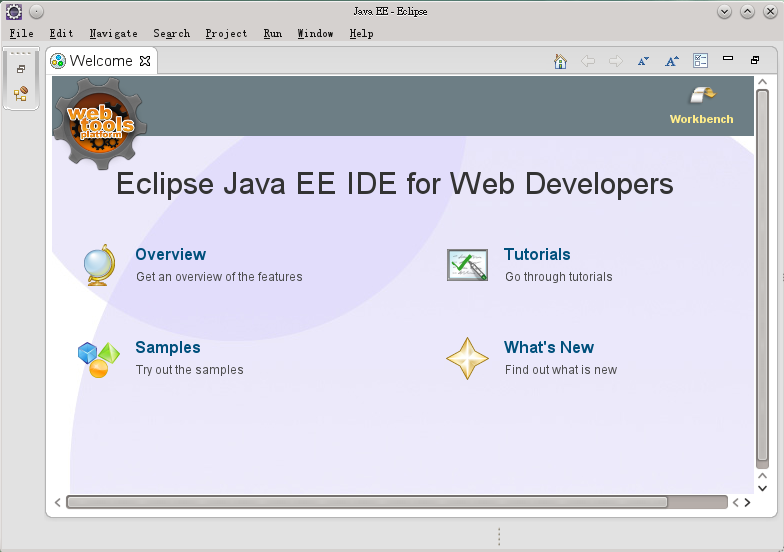 Java EE - Eclipse
File Edit Navigate Search Project Run Window Help
Welcome
web
tools
platform
Workbench
Eclipse Java EE IDE for Web Developers
Overview
Get an overview of the features
Tutorials
Go through tutorials
Samples
Try out the samples
What's New
Find out what is new